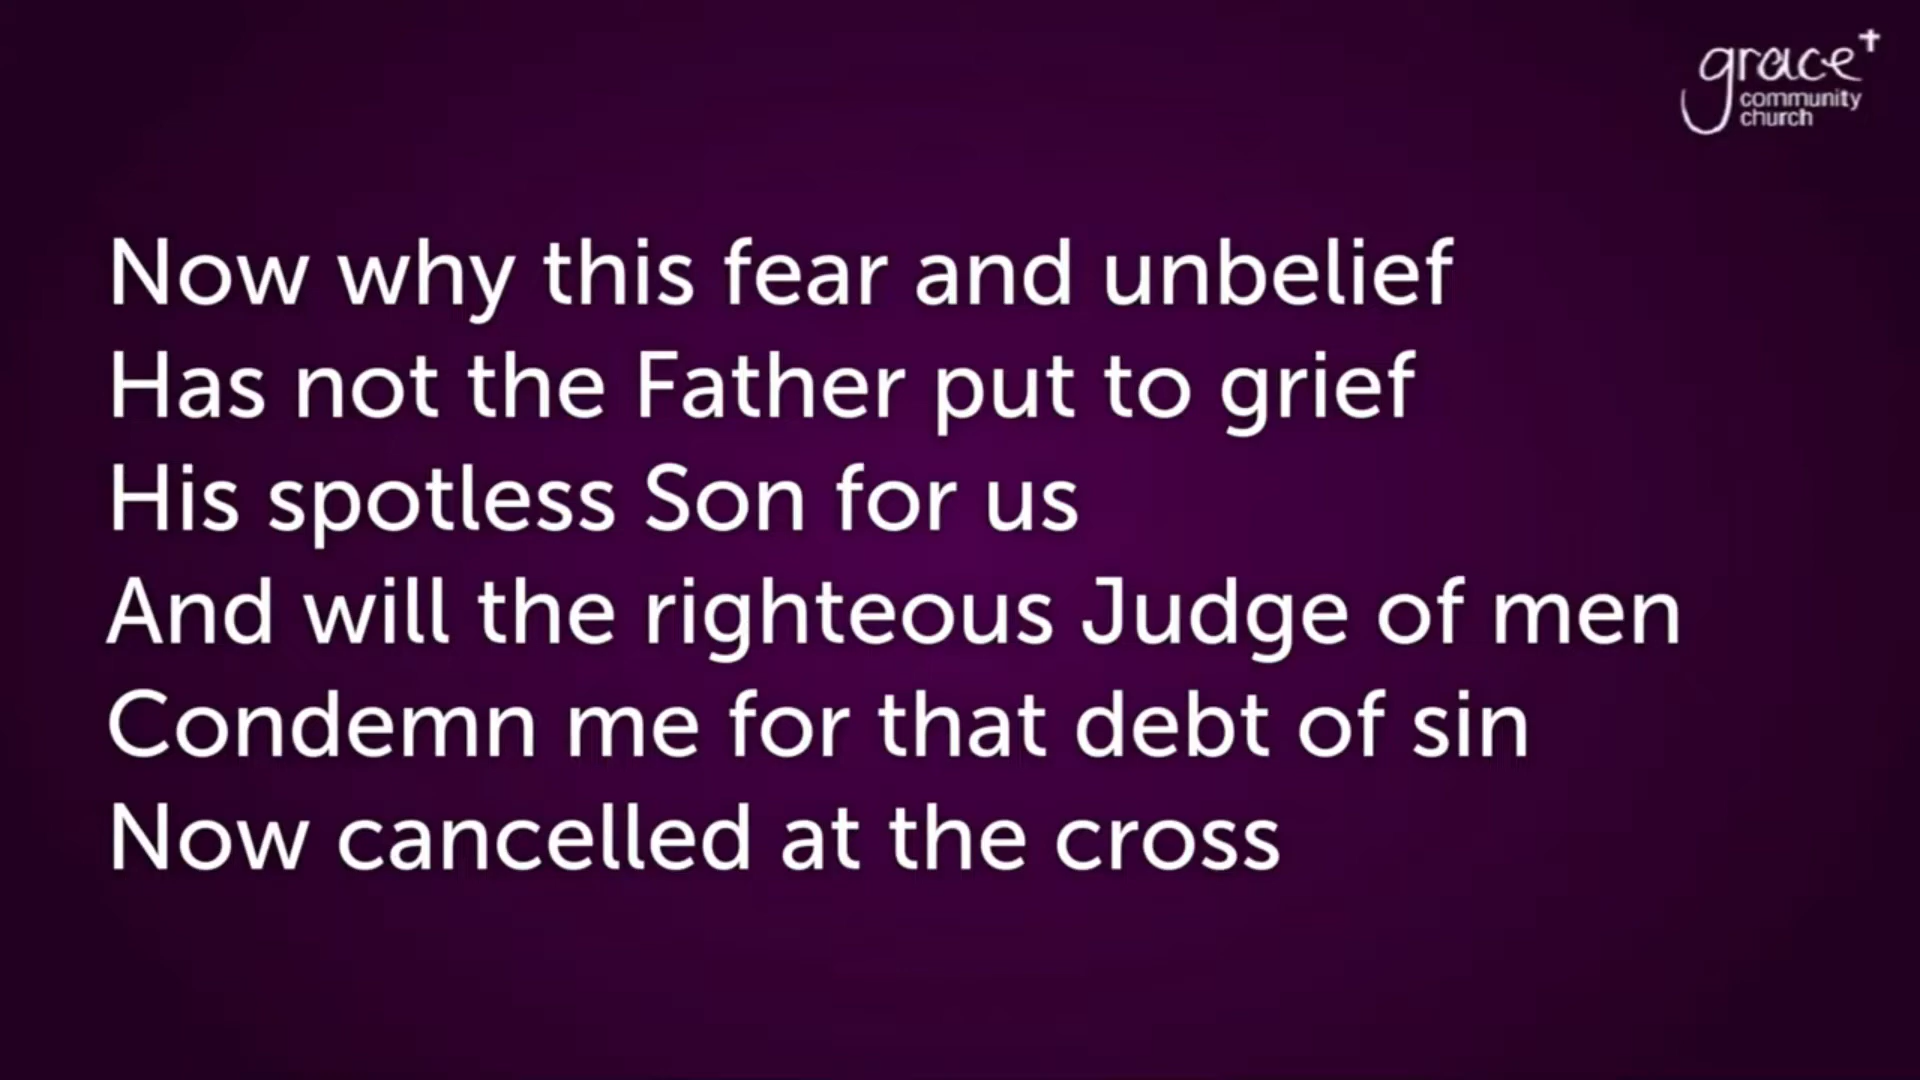 grace
community
church
Now why this fear and unbelief
Has not the Father put to grief
His spotless Son for us
And will the righteous Judge of men
Condemn me for that debt of sin
Now cancelled at the cross